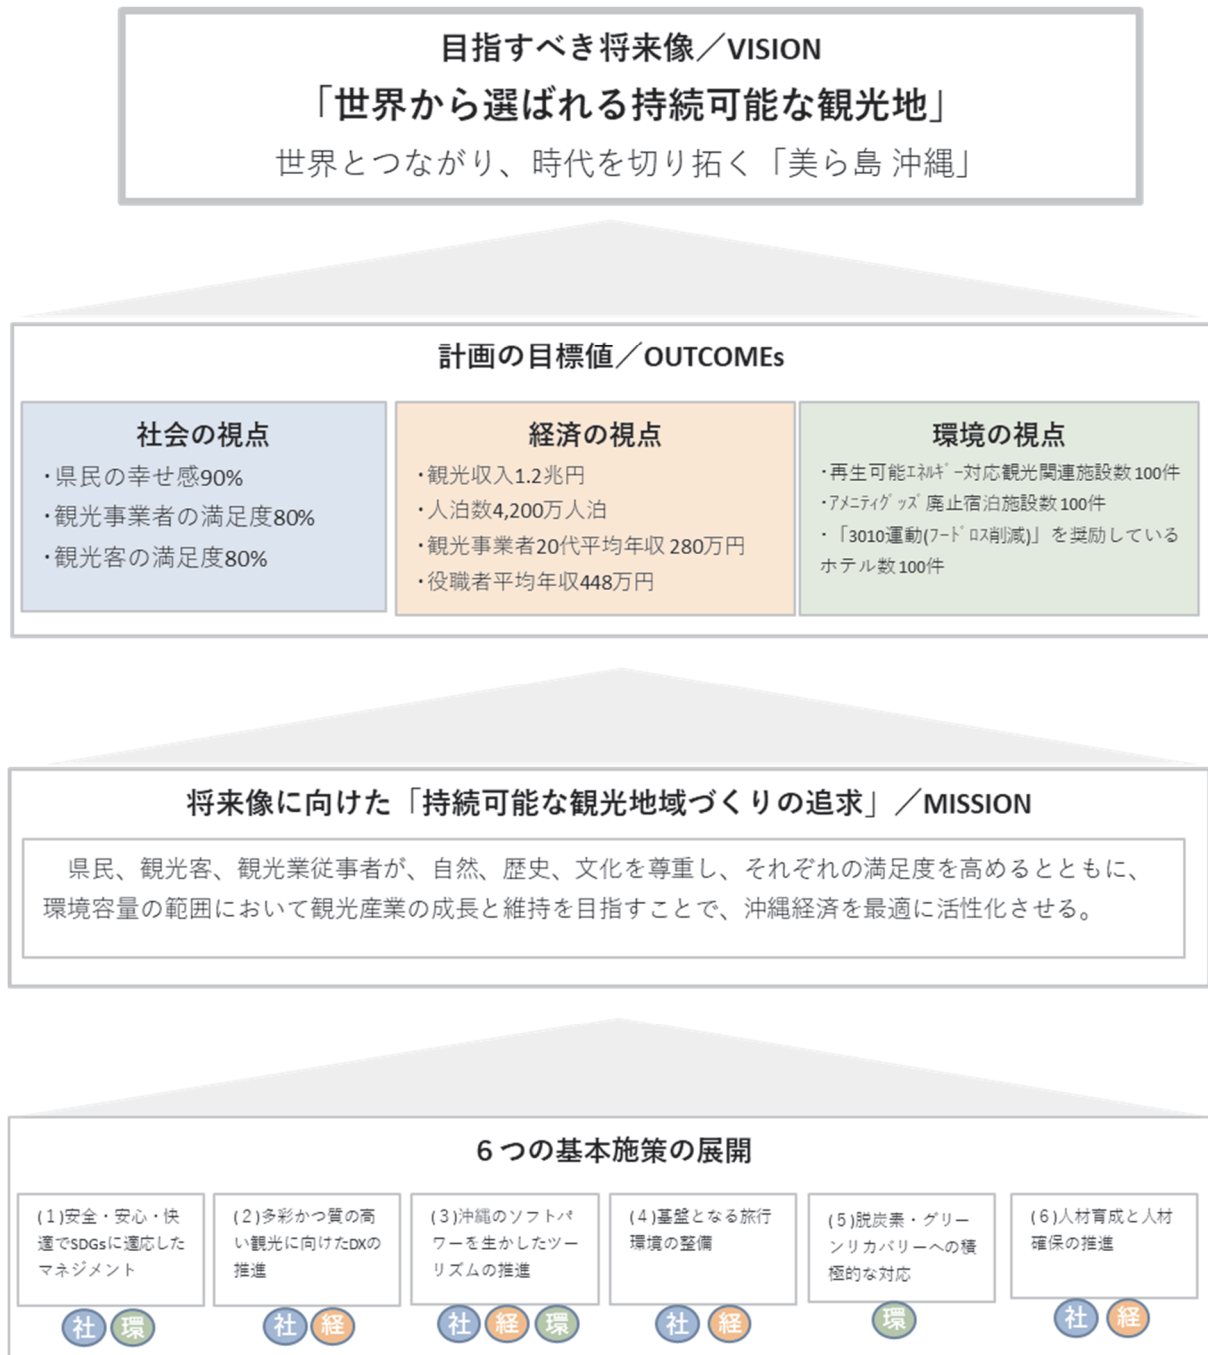 目指すべき将来像／VISION
「世界から選ばれる持続可能な観光地」
世界とつながり、時代を切り拓く「美ら島 沖縄」
計画の目標値／OUTCOMEs
社会の視点
・県民の幸せ感90%
・観光事業者の満足度80%
・観光客の満足度80%
経済の視点
・観光収入1.2兆円
・人泊数4,200万人泊
・観光事業者20代平均年収 280万円
・役職者平均年収448万円
環境の視点
・再生可能ｴﾈﾙｷﾞｰ対応観光関連施設数 100件
・ｱﾒﾆﾃｨｸﾞｯｽﾞ廃止宿泊施設数 100件
・「3010運動(ﾌｰﾄﾞﾛｽ削減)」を奨励している
ホテル数 100件
将来像に向けた「持続可能な観光地域づくりの追求」／MISSION
県民、観光客、観光業従事者が、自然、歴史、文化を尊重し、それぞれの満足度を高めるとともに、
環境容量の範囲において観光産業の成長と維持を目指すことで、沖縄経済を最適に活性化させる。
６つの基本施策の展開
(1)安全・安心・快
適でSDGsに適応した
マネジメント
社 環
(2)多彩かつ質の高
い観光に向けたDXの
推進
社 経
(3)沖縄のソフトパ
ワーを生かしたツー
リズムの推進
社 経 環
(4)基盤となる旅行
環境の整備
社 経
(5)脱炭素・グリー
ンリカバリーへの積
極的な対応
環
(6)人材育成と人材
確保の推進
社 経